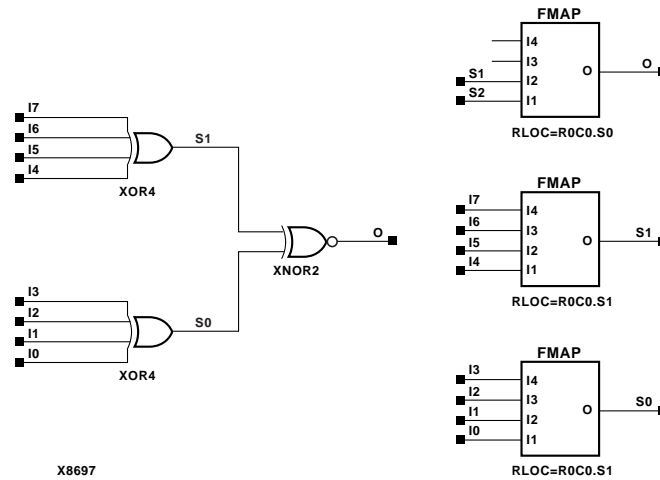 I7
I6
I5
I4
S1
XOR4
I3
I2
I1
I0
S0
XOR4
O
XNOR2
X8697
FMAP
I4
I3
S1 I2
S2 I1
O O
RLOC=R0C0.S0
FMAP
I7 I4
I6 I3
I5 I2
I4 I1
O S1
RLOC=R0C0.S1
FMAP
I3 I4
I2 I3
I1 I2
I0 I1
O S0
RLOC=R0C0.S1